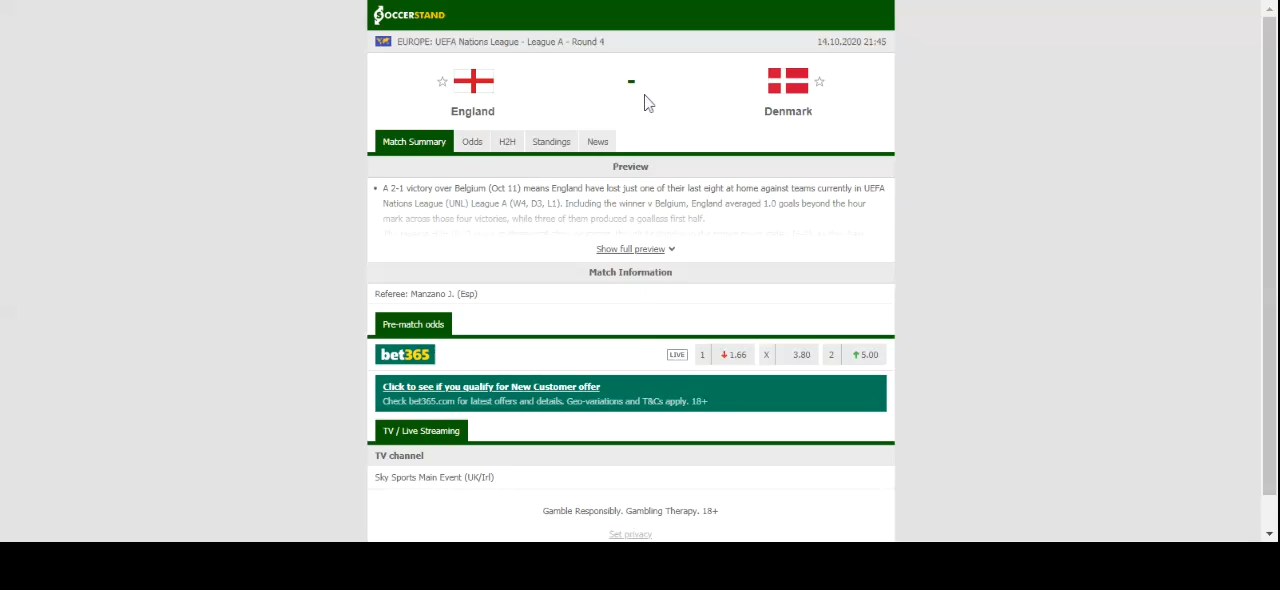 SOCCERSTAND
EUROPE: UEFA Nations League - League A - Round 4
14.10.2020 21:45
-
England
Denmark
Match Summary
Odds
H2H
Standings
News
Preview
• A 2-1 victory over Belgium (Oct 11) means England have lost just one of their last eight at home against teams currently in UEFA
Nations League (UNL) League A (W4, D3, L1). Including the winner v Belgium, England averaged 1.0 goals beyond the hour
mark across those four victories, while three of them produced a goalless first half.
Show full preview
Match Information
Referee: Manzano J. (Esp)
Pre-match odds
bet365
LIVE
1 1.66
X 3.80
2 5.00
Click to see if you qualify for New Customer offer
Check bet365.com for latest offers and details. Geo-variations and T&Cs apply. 18+
TV / Live Streaming
TV channel
Sky Sports Main Event (UK/Irl)
Gamble Responsibly. Gambling Therapy. 18+
Set privacy